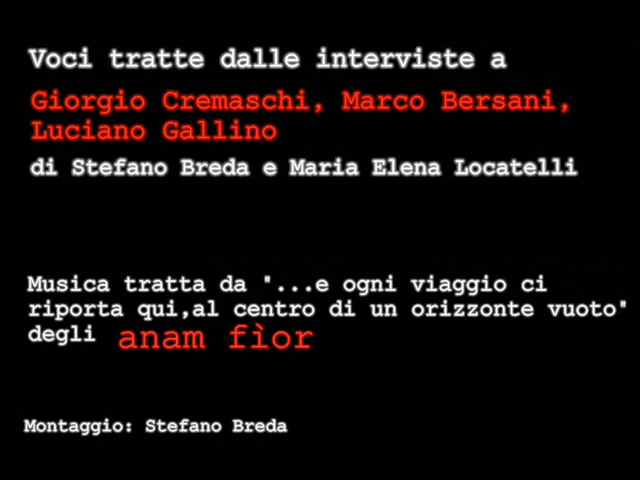 Voci tratte dalle interviste a
Giorgio Cremaschi, Marco Bersani,
Luciano Gallino
di Stefano Breda e Maria Elena Locatelli
Musica tratta da "...e ogni viaggio ci
riporta qui,al centro di un orizzonte vuoto"
degli anam fìor
Montaggio: Stefano Breda